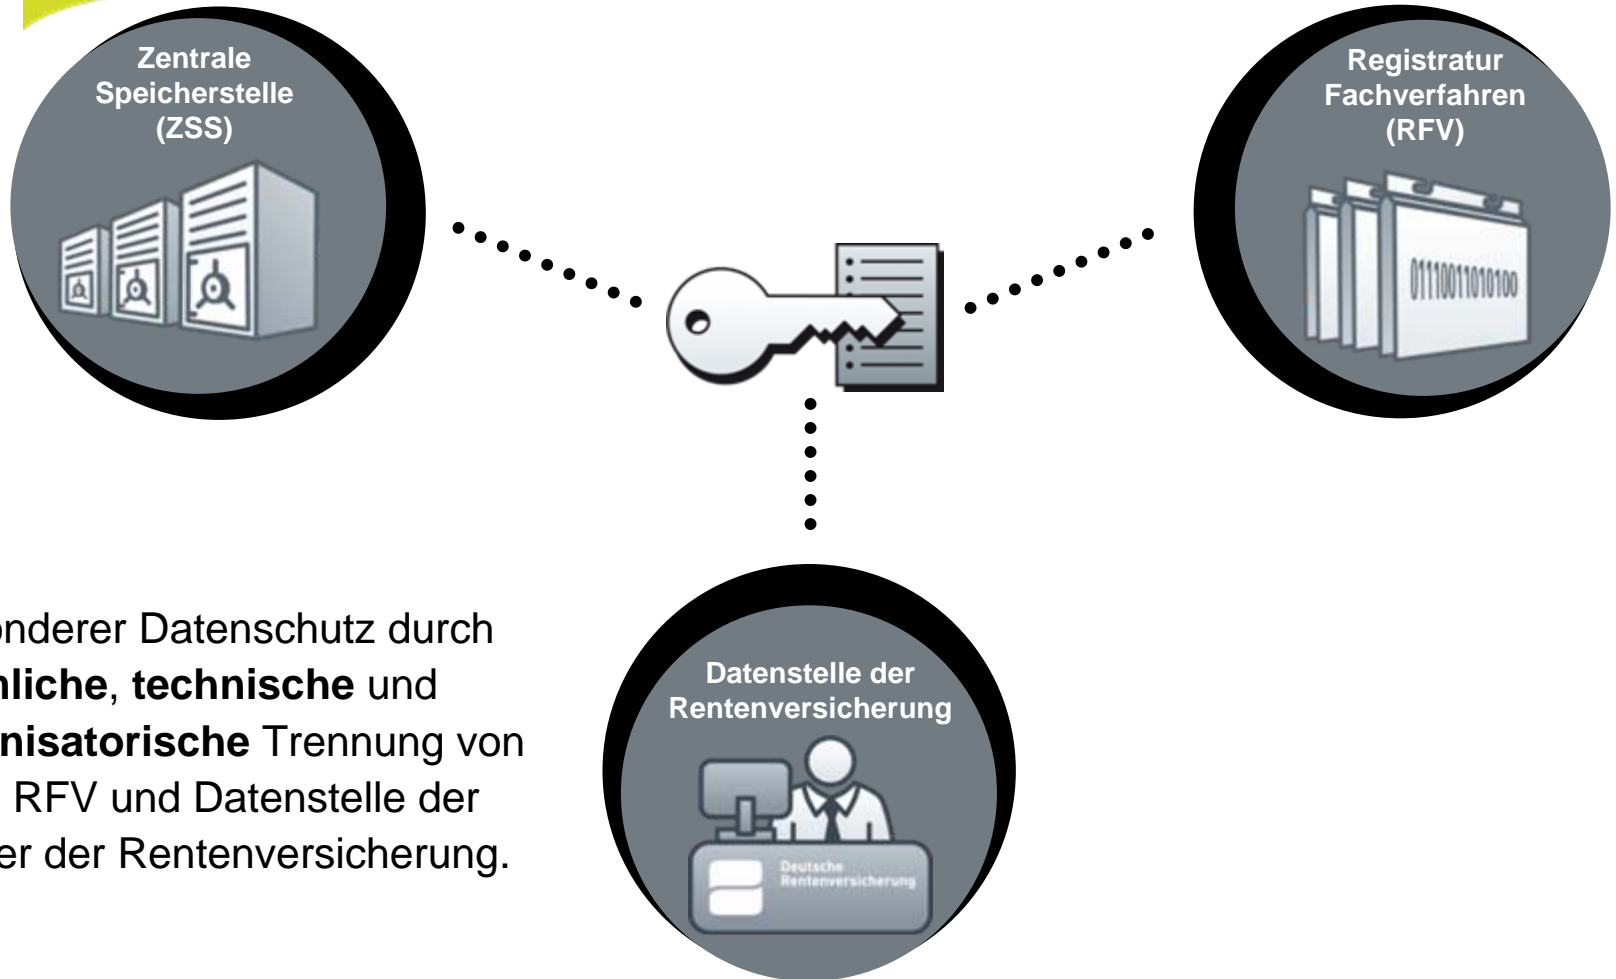 Zentrale
Speicherstelle
(ZSS)
Registratur
Fachverfahren
(RFV)
01110011010100
onderer Datenschutz durch
liche, technische und
nisatorische Trennung von
RFV und Datenstelle der
er der Rentenversicherung.
Datenstelle der
Rentenversicherung
Deutsche
Rentenversicherung